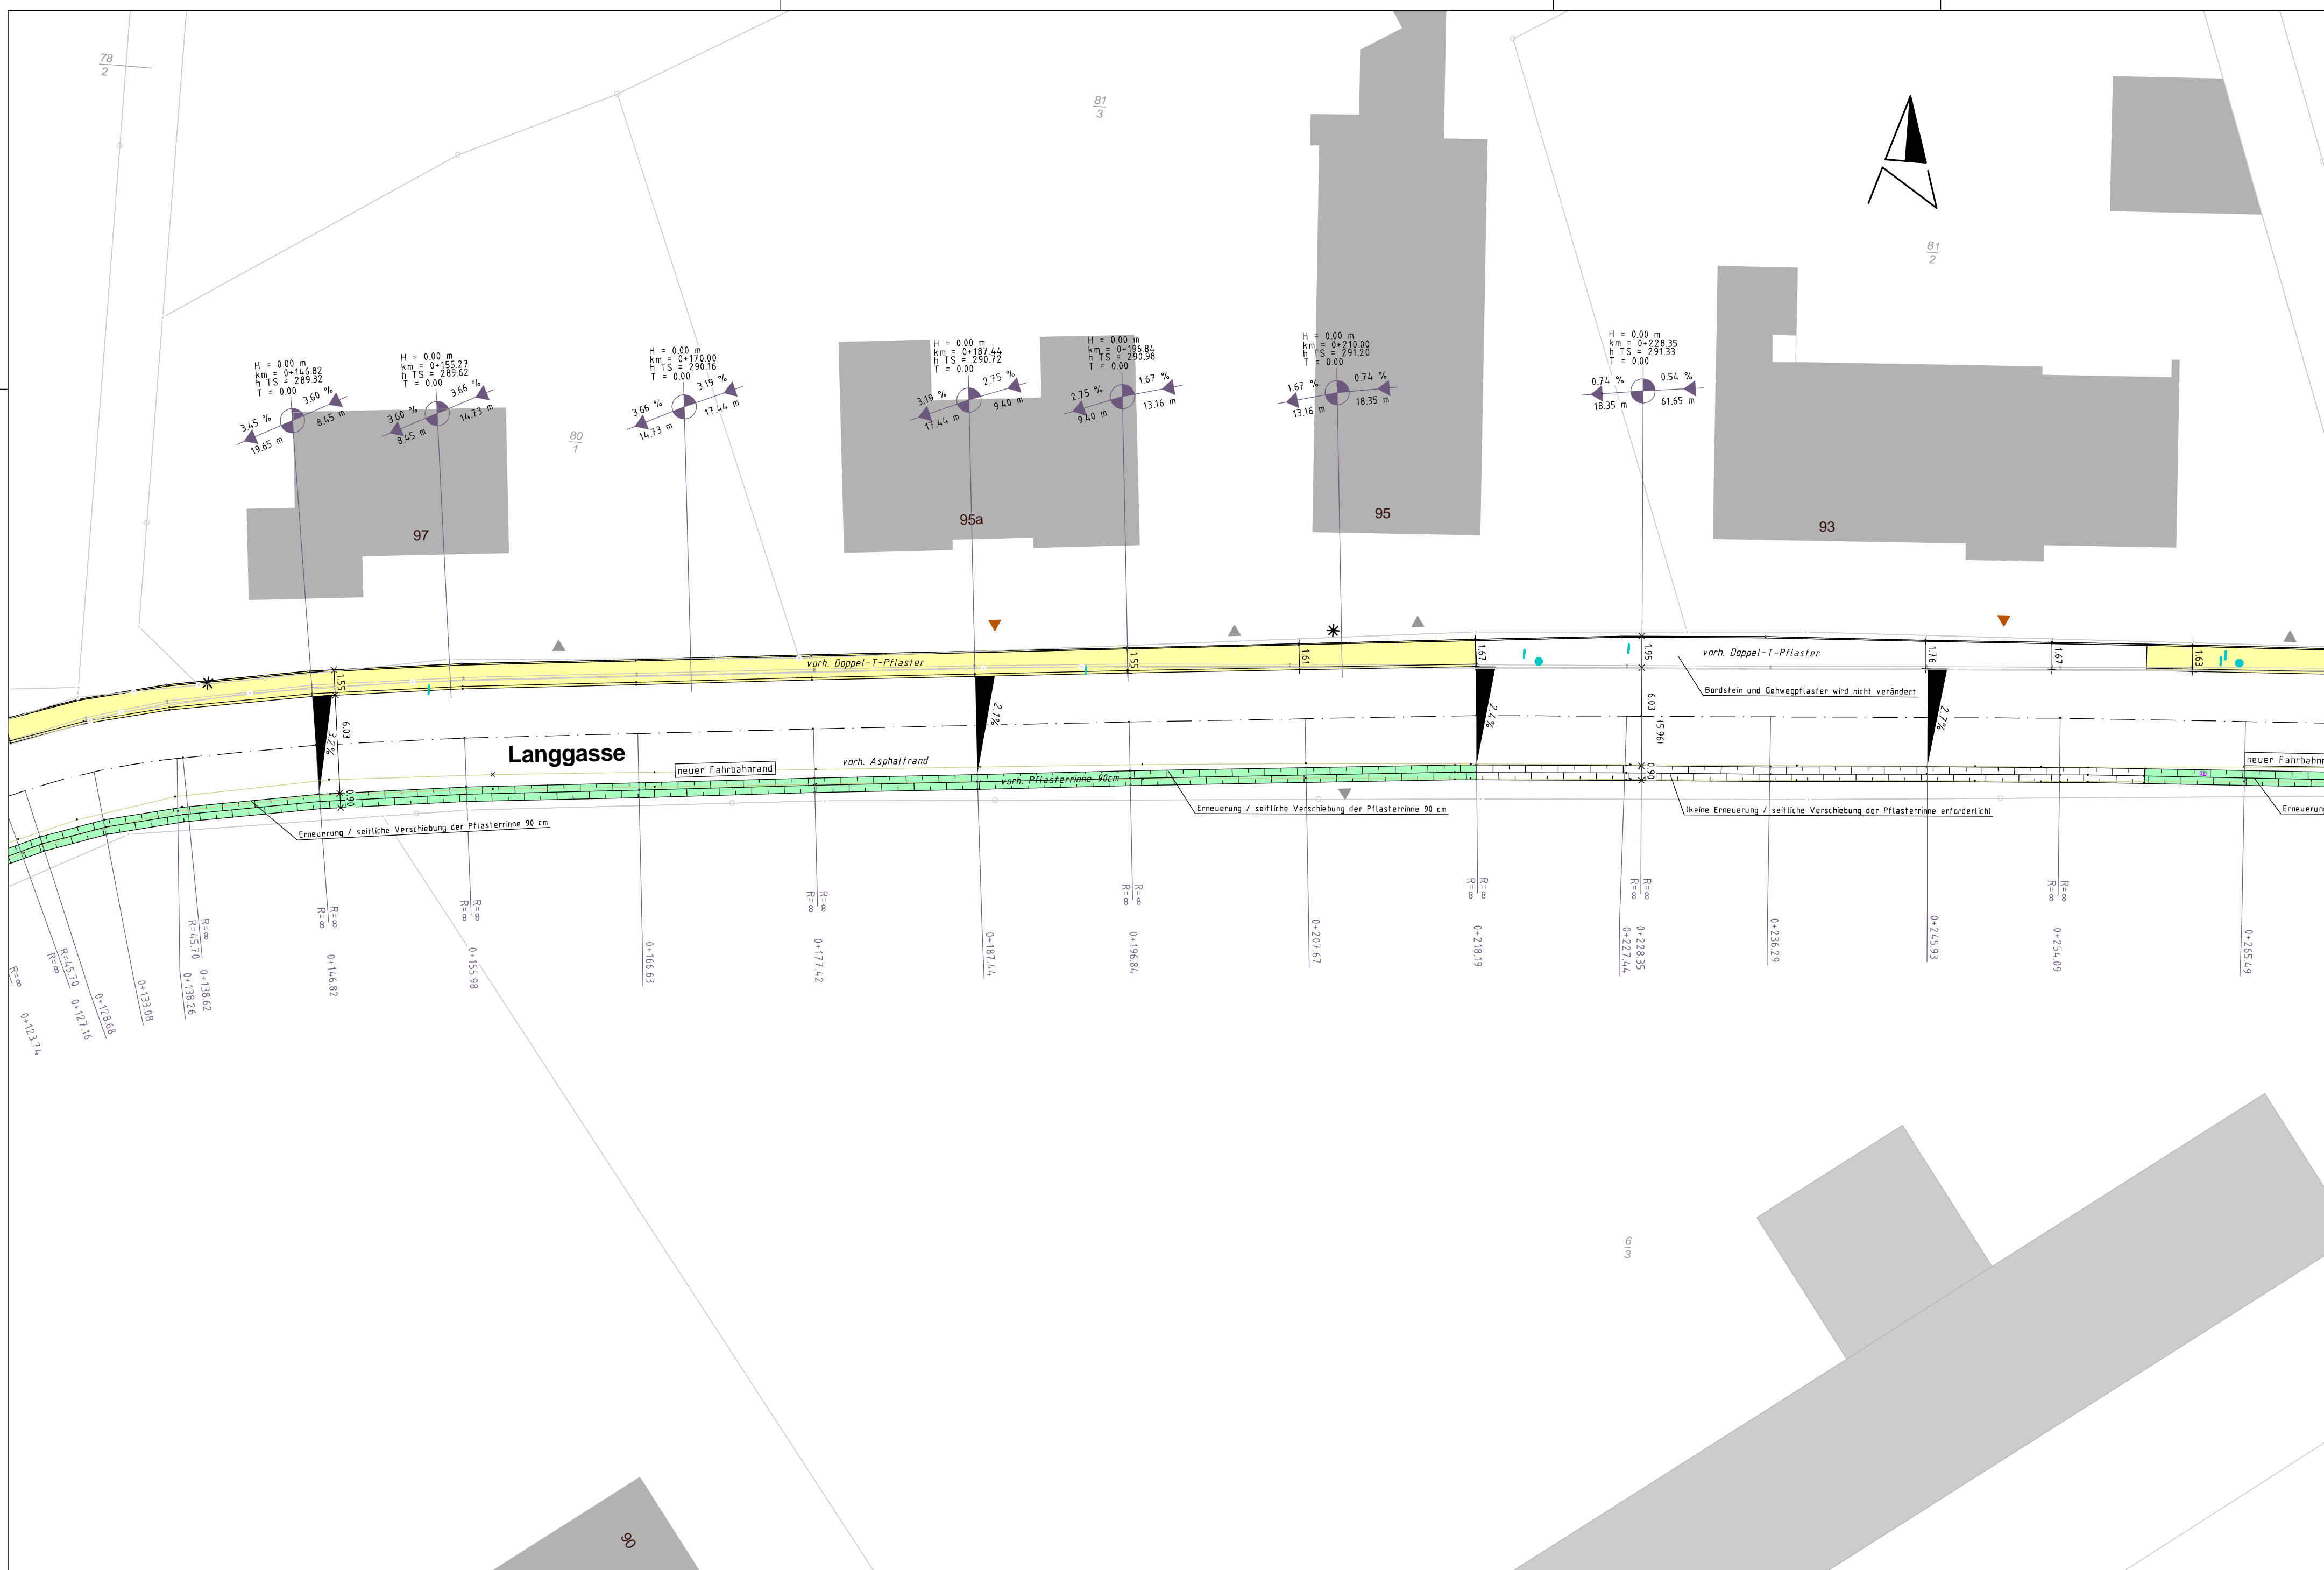 78
2
81
3
81
2
80
1
H = 0.00 m
km = 0+146.82
h TS = 289.32
T = 0.00
3.45 %
3.60 %
19.65 m
8.45 m
H = 0.00 m
km = 0+155.27
h TS = 289.62
T = 0.00
3.60 %
3.66 %
8.45 m
14.73 m
H = 0.00 m
km = 0+170.00
h TS = 290.16
T = 0.00
3.66 %
3.19 %
14.73 m
17.44 m
H = 0.00 m
km = 0+187.44
h TS = 290.72
T = 0.00
3.19 %
2.75 %
17.44 m
9.40 m
H = 0.00 m
km = 0+196.84
h TS = 290.98
T = 0.00
2.75 %
1.67 %
9.40 m
13.16 m
H = 0.00 m
km = 0+210.00
h TS = 291.20
T = 0.00
1.67 %
0.74 %
13.16 m
18.35 m
H = 0.00 m
km = 0+228.35
h TS = 291.33
T = 0.00
0.74 %
0.54 %
18.35 m
61.65 m
97
95a
95
93
vorh. Doppel-T-Pflaster
vorh. Doppel-T-Pflaster
1.55
1.55
1.61
1.67
1.95
1.76
1.67
1.63
Bordstein und Gehwegpflaster wird nicht verändert
3.2%
6.03
2.1%
2.4%
6.03
(5.96)
2.7%
Langgasse
neuer Fahrbahnrand
vorh. Asphaltrand
vorh. Pflasterrinne 90cm
neuer Fahrbahnr
0.90
0.90
Erneuerung / seitliche Verschiebung der Pflasterrinne 90 cm
Erneuerung / seitliche Verschiebung der Pflasterrinne 90 cm
(keine Erneuerung / seitliche Verschiebung der Pflasterrinne erforderlich)
Erneuerun
R=∞
0+123.74
R=∞
R=45.70
0+127.16
0+128.68
0+133.08
R=45.70
R=∞
0+138.26
0+138.62
R=∞
R=∞
0+146.82
R=∞
R=∞
0+155.98
0+166.63
R=∞
R=∞
0+177.42
0+187.44
R=∞
R=∞
0+196.84
0+207.67
R=∞
R=∞
0+218.19
0+227.44
R=∞
R=∞
0+228.35
0+236.29
0+245.93
R=∞
R=∞
0+254.09
0+265.49
6
3
90